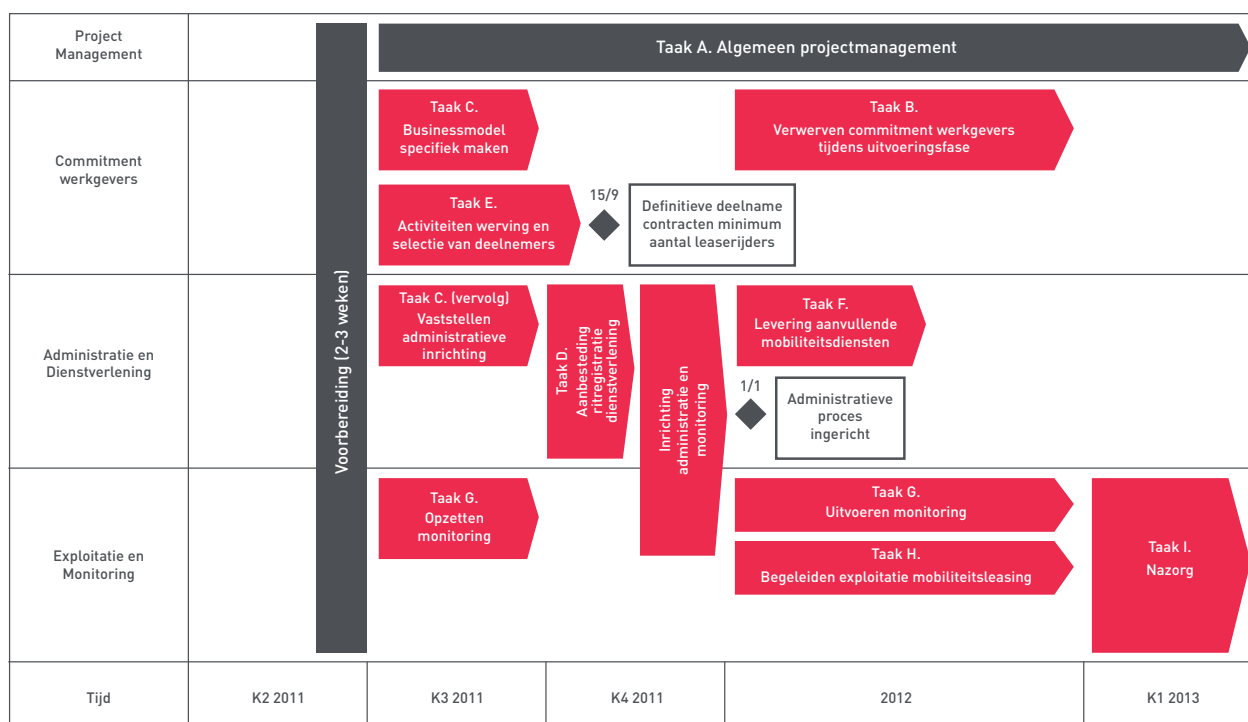 Project
Management
Taak A. Algemeen projectmanagement
Voorbereiding (2-3 weken)
Commitment
werkgevers
Taak C.
Businessmodel
specifiek maken
Taak B.
Verwerven commitment werkgevers
tijdens uitvoeringsfase
Taak E.
Activiteiten werving en
selectie van deelnemers
15/9
Definitieve deelname
contracten minimum
aantal leaserijders
Administratie en
Dienstverlening
Taak C. (vervolg)
Vaststellen
administratieve
inrichting
Taak D.
Aanbesteding
ritregistratie
dienstverlening
Inrichting
administratie en
monitoring
Taak F.
Levering aanvullende
mobiliteitsdiensten
1/1
Administratieve
proces
ingericht
Exploitatie en
Monitoring
Taak G.
Opzetten
monitoring
Taak G.
Uitvoeren monitoring
Taak H.
Begeleiden exploitatie mobiliteitsleasing
Taak I.
Nazorg
Tijd
K2 2011
K3 2011
K4 2011
2012
K1 2013